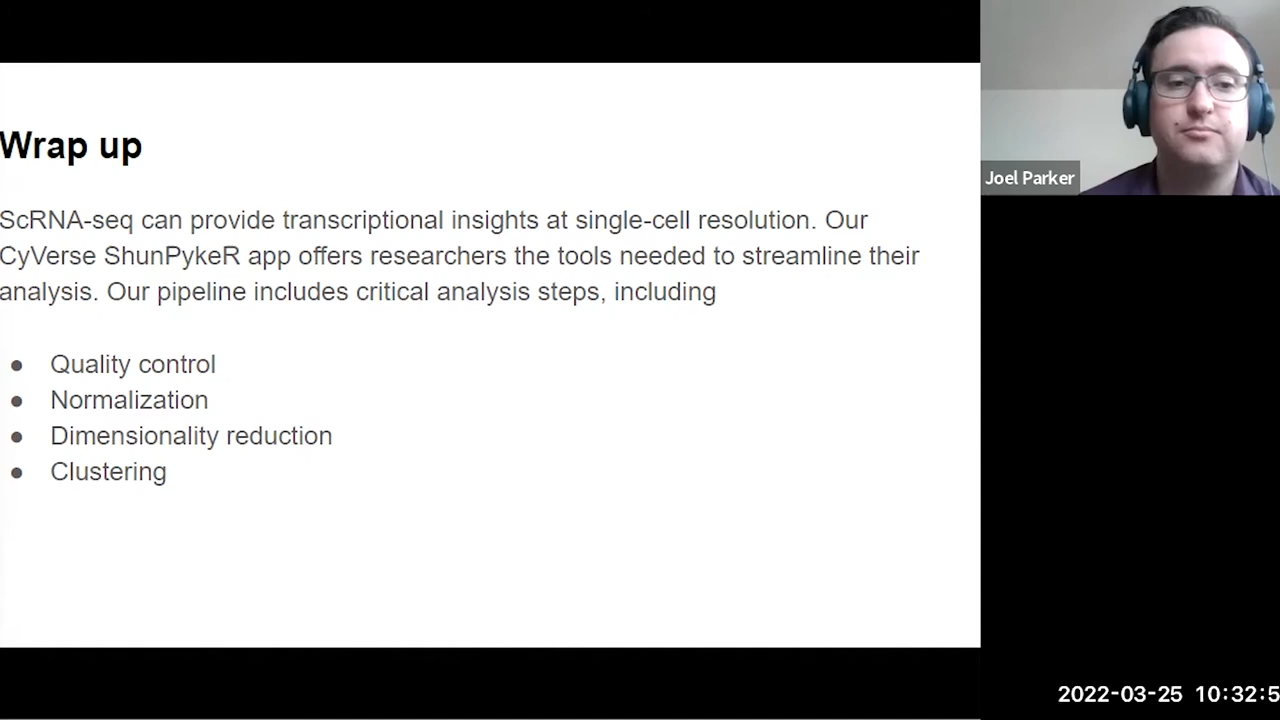 Wrap up
ScRNA-seq can provide transcriptional insights at single-cell resolution. Our
CyVerse ShunPykeR app offers researchers the tools needed to streamline their
analysis. Our pipeline includes critical analysis steps, including
● Quality control
● Normalization
● Dimensionality reduction
● Clustering
Joel Parker
2022-03-25 10:32:5